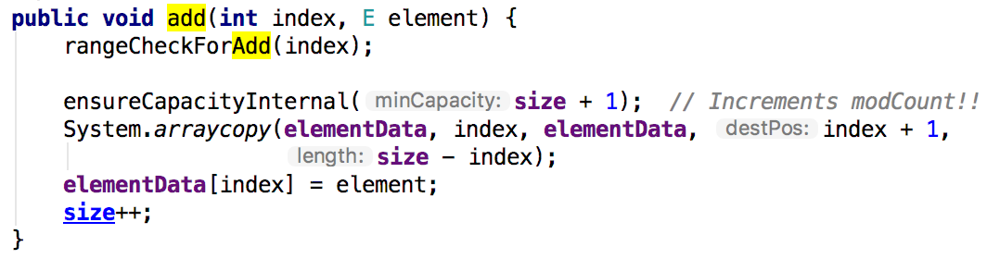 public void add(int index, E element) {
    rangeCheckForAdd(index);
    ensureCapacityInternal( minCapacity: size + 1);  // Increments modCount!!
    System.arraycopy(elementData, index, elementData,  destPos: index + 1,
                      length: size - index);
    elementData[index] = element;
    size++;
}